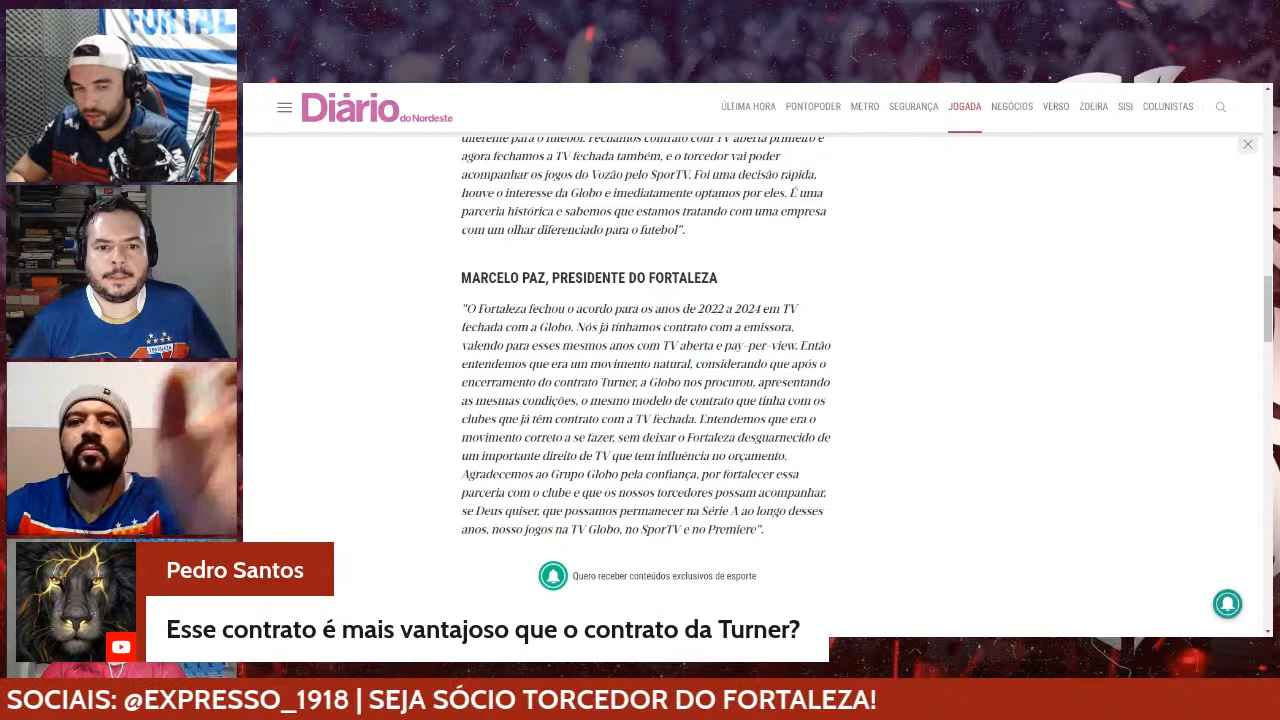 FORTAL
Diário do Nordeste
ÚLTIMA HORA PONTOPODER METRO SEGURANÇA JOGADA NEGÓCIOS VERSO ZOEIRA SISI COLUNISTAS
diferente para o futebol. Fechamos contrato com TV aberta primeiro e
agora fechamos a TV fechada também, e o torcedor vai poder
acompanhar os jogos do Vozão pelo SporTV. Foi uma decisão rápida,
houve o interesse da Globo e imediatamente optamos por eles. É uma
parceria histórica e sabemos que estamos tratando com uma empresa
com um olhar diferenciado para o futebol".
MARCELO PAZ, PRESIDENTE DO FORTALEZA
"O Fortaleza fechou o acordo para os anos de 2022 a 2024 em TV
fechada com a Globo. Nós já tínhamos contrato com a emissora,
valendo para esses mesmos anos com TV aberta e pay-per-view. Então
entendemos que era um movimento natural, considerando que após o
encerramento do contrato Turner, a Globo nos procurou, apresentando
as mesmas condições, o mesmo modelo de contrato que tinha com os
clubes que já têm contrato com a TV fechada. Entendemos que era o
movimento correto a se fazer, sem deixar o Fortaleza desguarnecido de
um importante direito de TV que tem influência no orçamento.
Agradecemos ao Grupo Globo pela confiança, por fortalecer essa
parceria com o clube e que os nossos torcedores possam acompanhar,
se Deus quiser, que possamos permanecer na Série A ao longo desses
anos, nosso jogos na TV Globo, no SporTV e no Premiere".
Quero receber conteúdos exclusivos de esporte
Pedro Santos
Esse contrato é mais vantajoso que o contrato da Turner?
SOCIAIS: @EXPRESSO_1918 | SEJA SÓCIO TORCEDOR DO FORTALEZA!